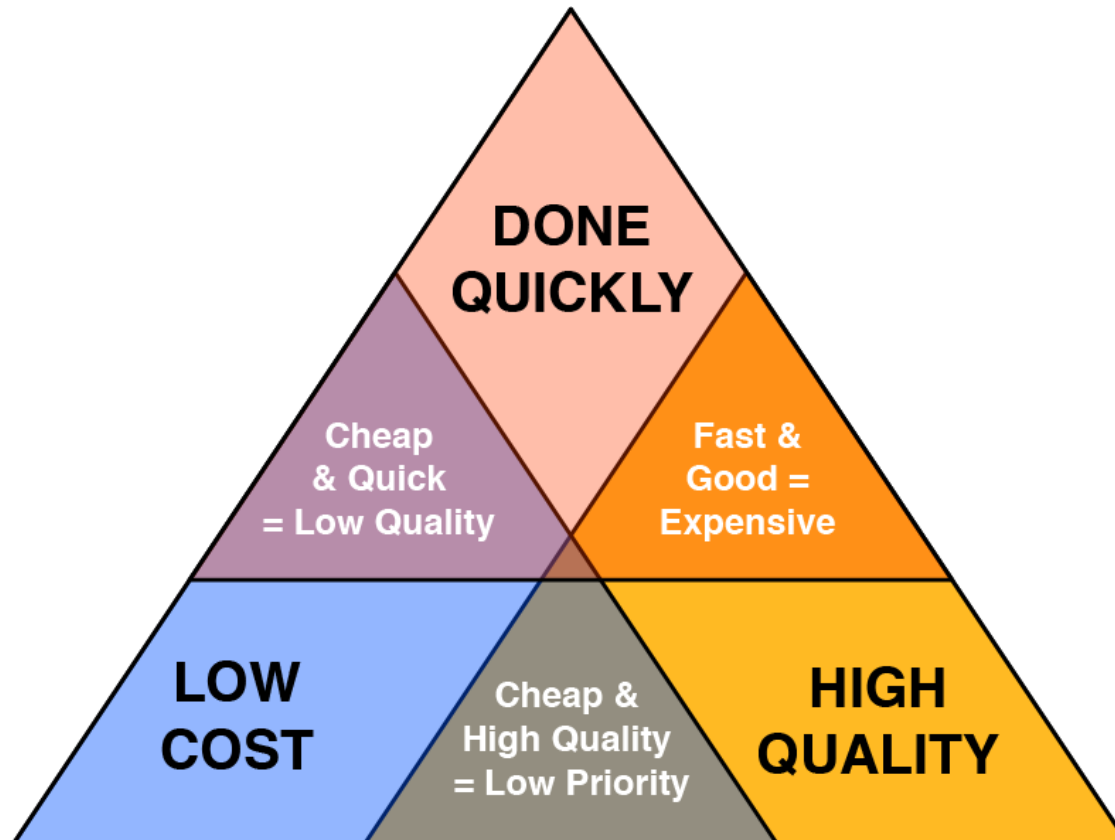 DONE
QUICKLY
Cheap
& Quick
= Low Quality
Fast &
Good =
Expensive
LOW
COST
Cheap &
High Quality
= Low Priority
HIGH
QUALITY